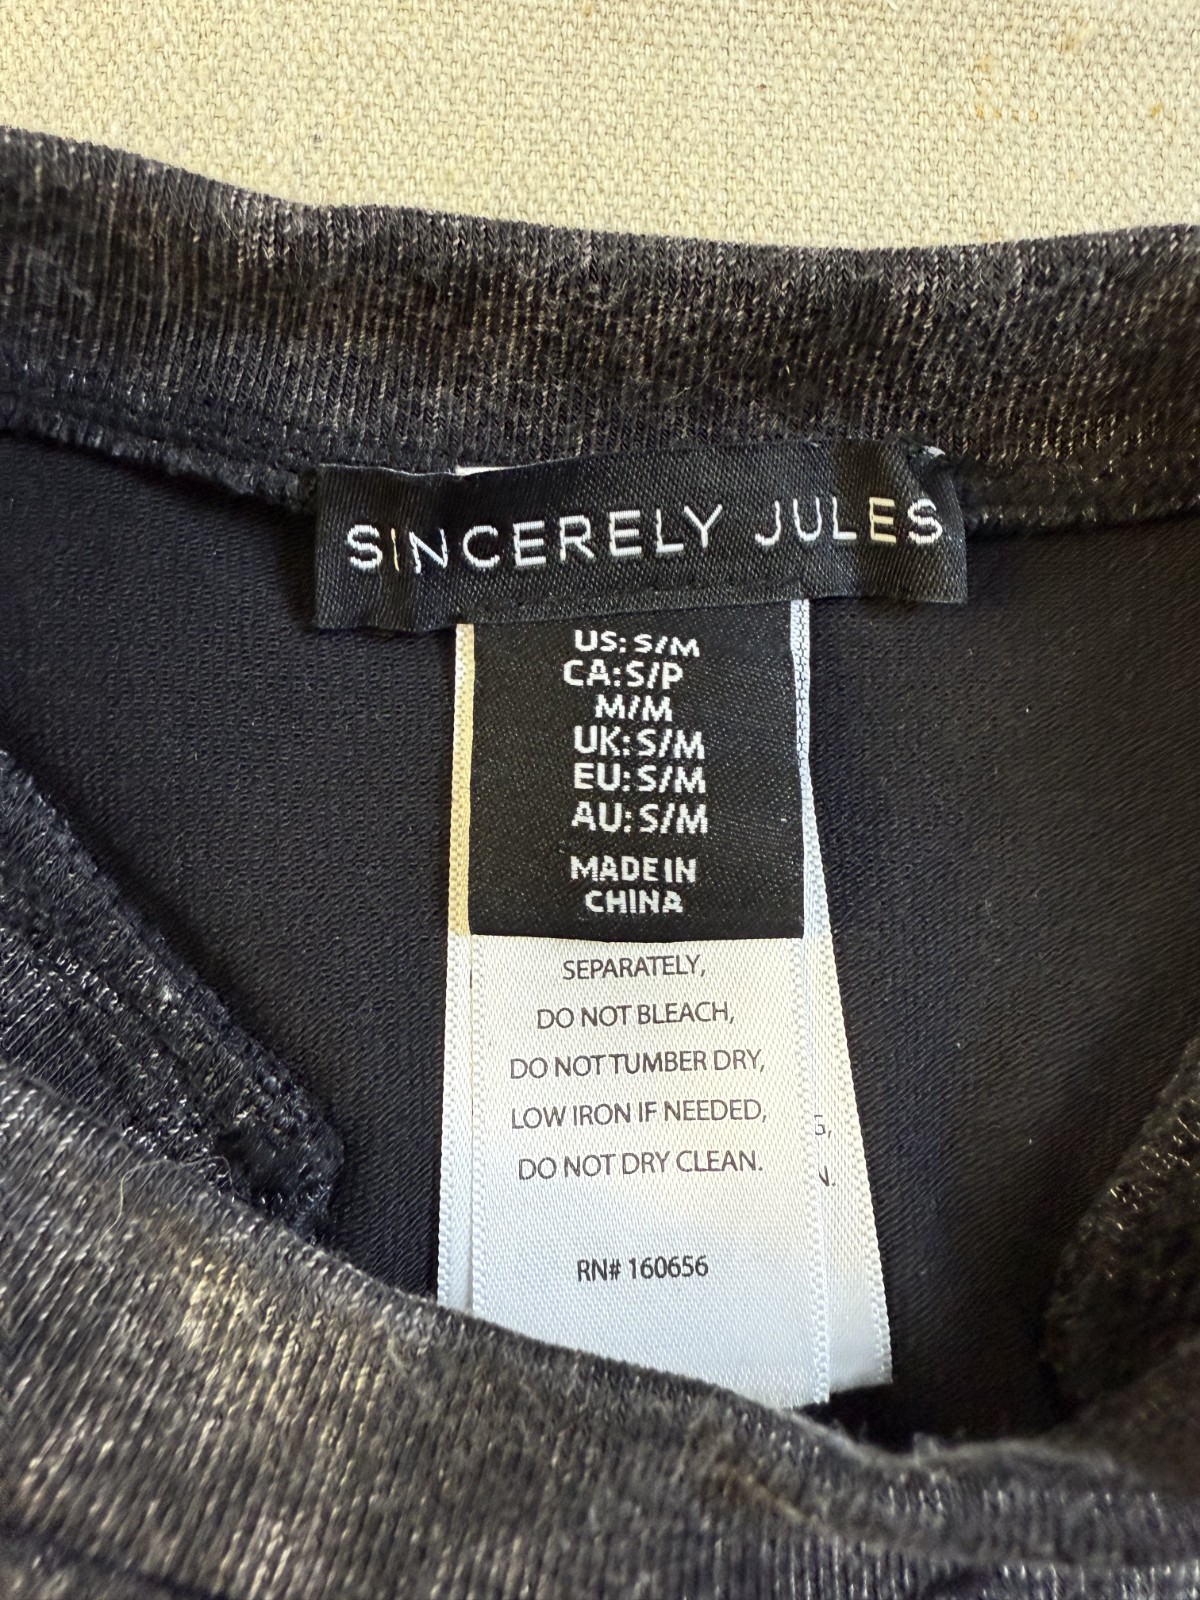 SINCERELY JULES
US: S/M
CA: S/P
M/M
UK: S/M
EU: S/M
AU: S/M
MADE IN
CHINA
SEPARATELY,
DO NOT BLEACH,
DO NOT TUMBER DRY,
LOW IRON IF NEEDED,
DO NOT DRY CLEAN.
RN# 160656